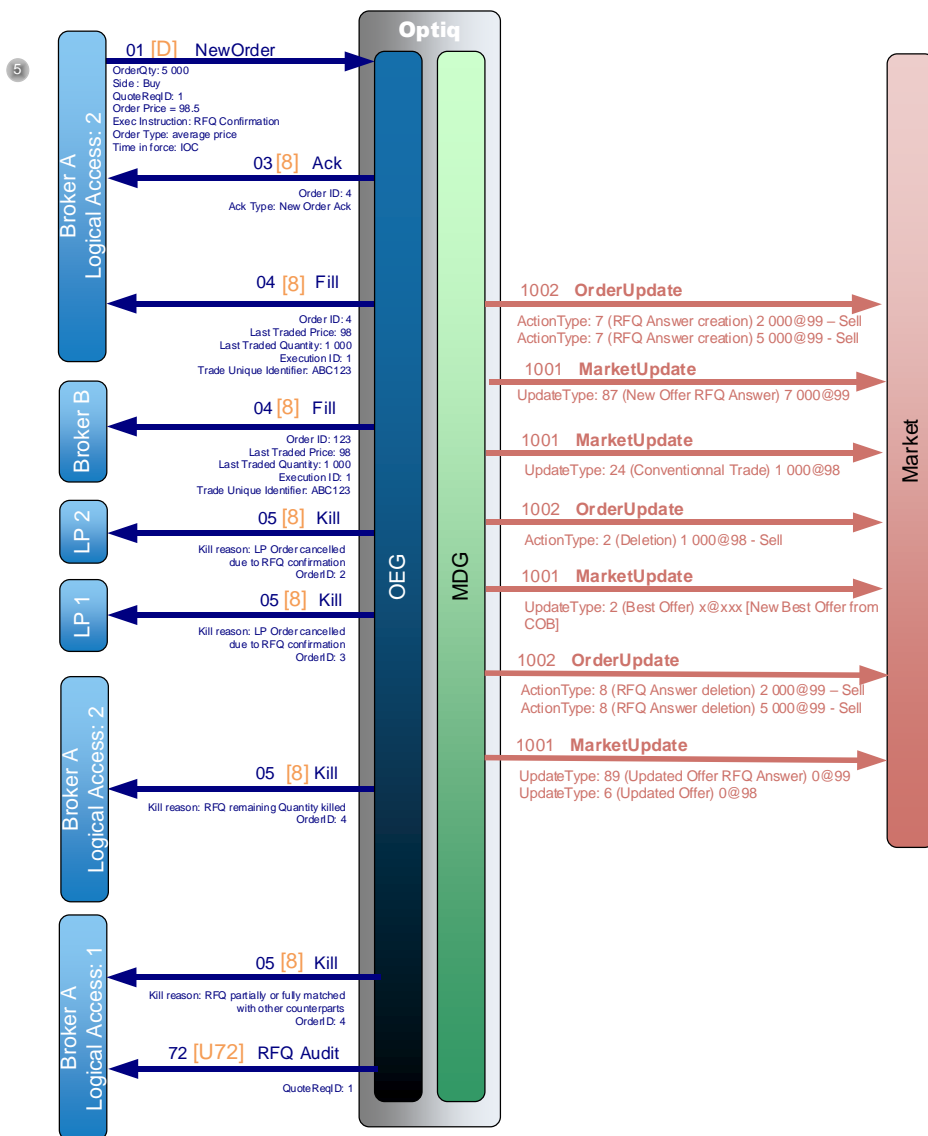 5
Optiq
OEG
MDG
Broker A
Logical Access: 2
01 [D] NewOrder
OrderQty: 5 000
Side : Buy
QuoteReqID: 1
Order Price = 98.5
Exec Instruction: RFQ Confirmation
Order Type: average price
Time in force: IOC
03 [8] Ack
Order ID: 4
Ack Type: New Order Ack
04 [8] Fill
Order ID: 4
Last Traded Price: 98
Last Traded Quantity: 1 000
Execution ID: 1
Trade Unique Identifier: ABC123
Broker B
04 [8] Fill
Order ID: 123
Last Traded Price: 98
Last Traded Quantity: 1 000
Execution ID: 1
Trade Unique Identifier: ABC123
LP 2
05 [8] Kill
Kill reason: LP Order cancelled
due to RFQ confirmation
OrderID: 2
LP 1
05 [8] Kill
Kill reason: LP Order cancelled
due to RFQ confirmation
OrderID: 3
Broker A
Logical Access: 2
05 [8] Kill
Kill reason: RFQ remaining Quantity killed
OrderID: 4
Broker A
Logical Access: 1
05 [8] Kill
Kill reason: RFQ partially or fully matched
with other counterparts
OrderID: 4
72 [U72] RFQ Audit
QuoteReqID: 1
1002 OrderUpdate
ActionType: 7 (RFQ Answer creation) 2 000@99 – Sell
ActionType: 7 (RFQ Answer creation) 5 000@99 - Sell
1001 MarketUpdate
UpdateType: 87 (New Offer RFQ Answer) 7 000@99
1001 MarketUpdate
UpdateType: 24 (Conventionnal Trade) 1 000@98
1002 OrderUpdate
ActionType: 2 (Deletion) 1 000@98 - Sell
1001 MarketUpdate
UpdateType: 2 (Best Offer) x@xxx [New Best Offer from
COB]
1002 OrderUpdate
ActionType: 8 (RFQ Answer deletion) 2 000@99 – Sell
ActionType: 8 (RFQ Answer deletion) 5 000@99 - Sell
1001 MarketUpdate
UpdateType: 89 (Updated Offer RFQ Answer) 0@99
UpdateType: 6 (Updated Offer) 0@98
Market